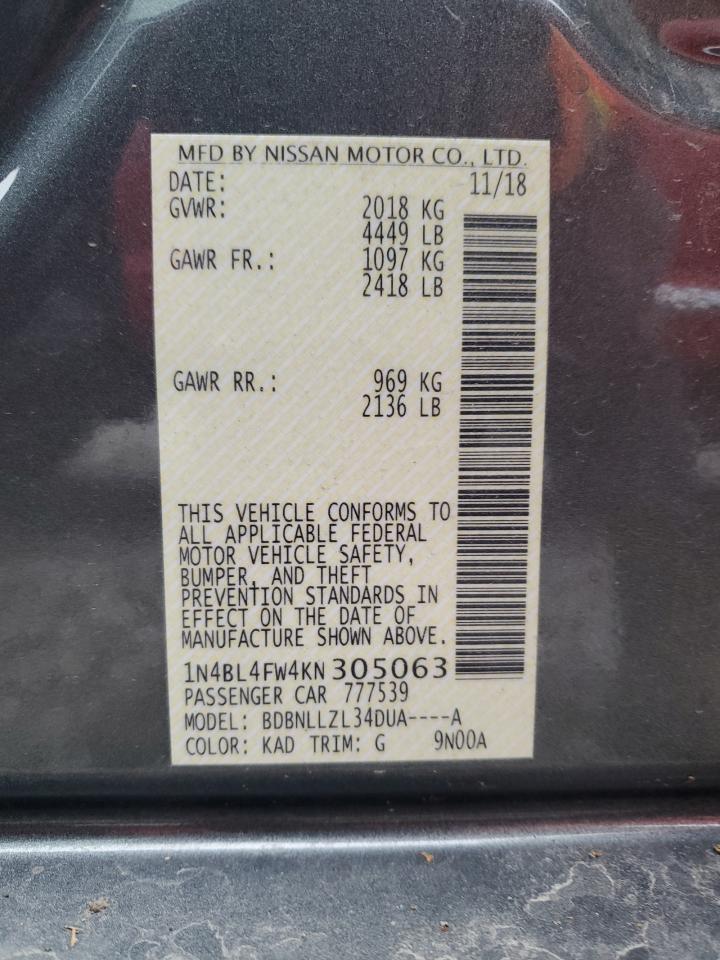 MFD BY NISSAN MOTOR CO., LTD.
DATE: 11/18
GVWR: 2018 KG
4449 LB
GAWR FR.: 1097 KG
2418 LB
GAWR RR.: 969 KG
2136 LB
THIS VEHICLE CONFORMS TO
ALL APPLICABLE FEDERAL
MOTOR VEHICLE SAFETY,
BUMPER, AND THEFT
PREVENTION STANDARDS IN
EFFECT ON THE DATE OF
MANUFACTURE SHOWN ABOVE.
1N4BL4FW4KN305063
PASSENGER CAR 777539
MODEL: BDBNLLZL34DUA----A
COLOR: KAD TRIM: G 9N00A